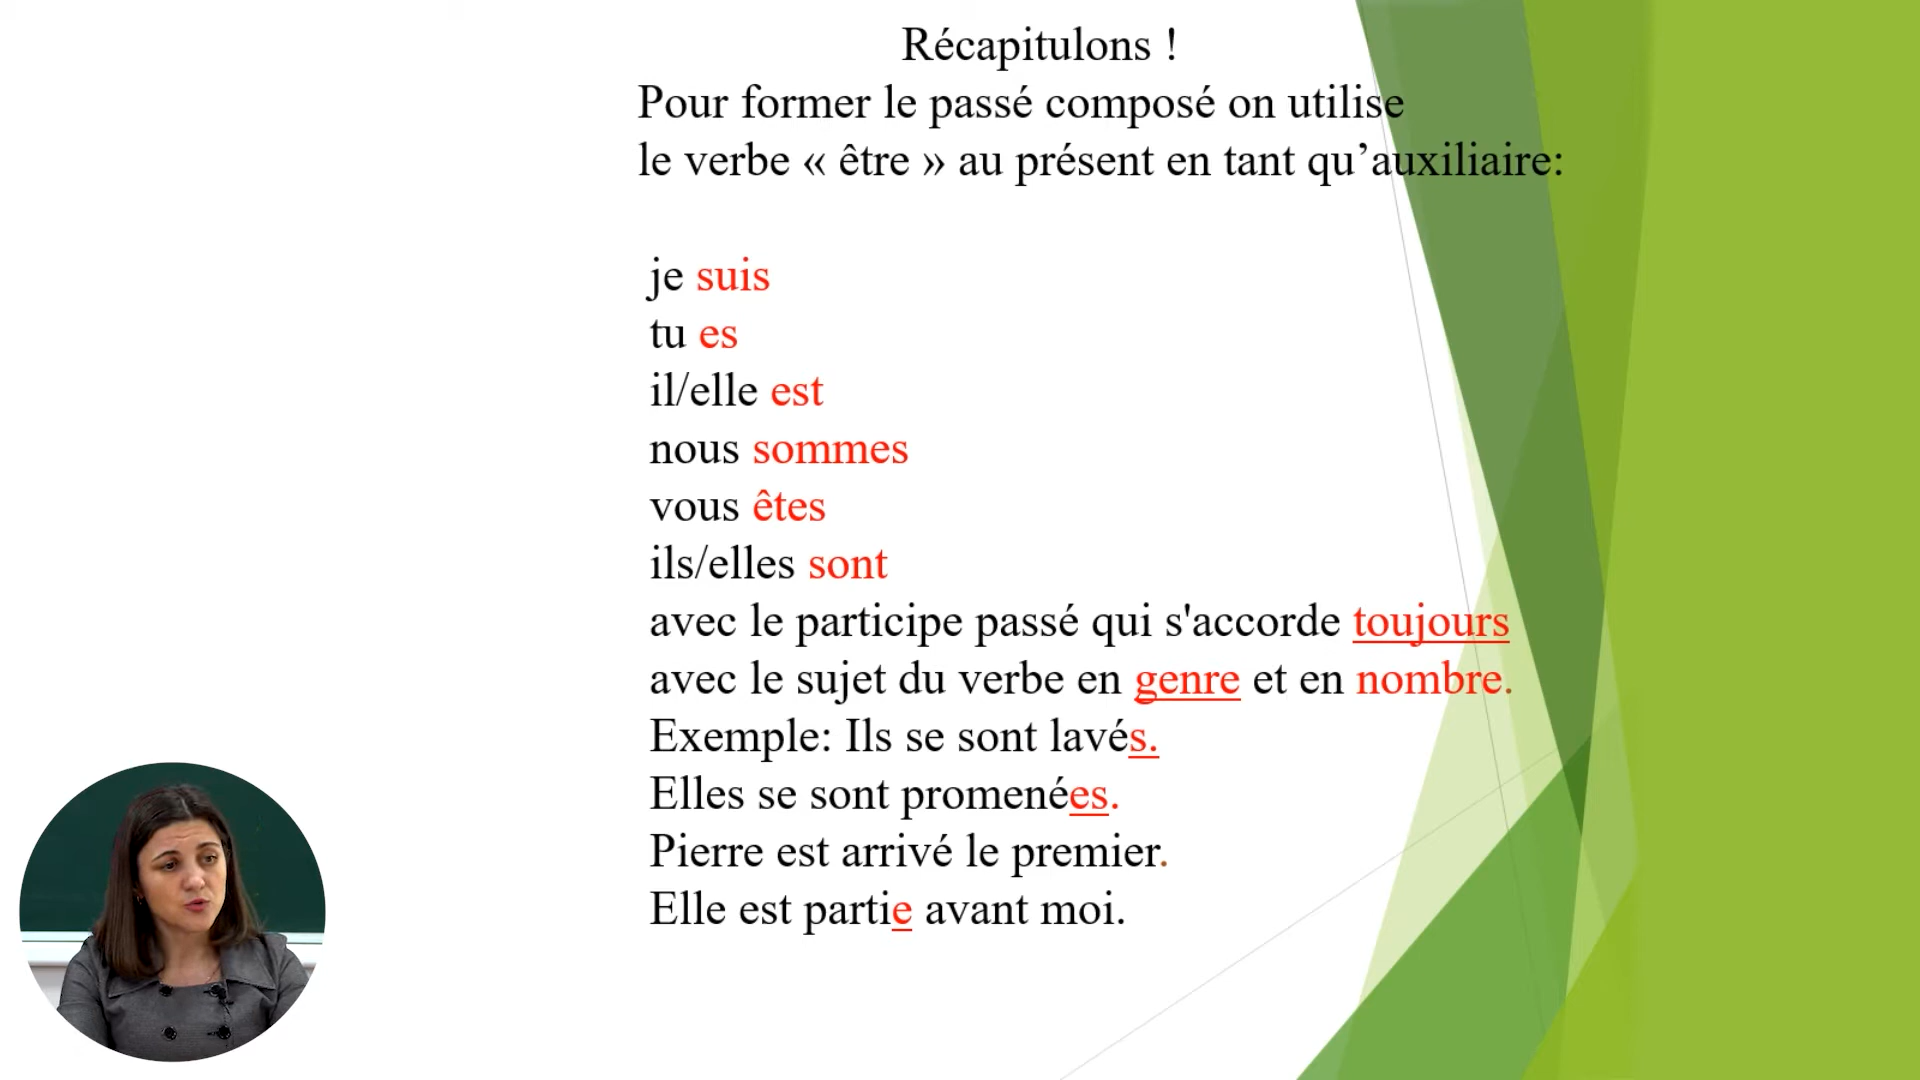 Récapitulons !
Pour former le passé composé on utilise
le verbe « être » au présent en tant qu’auxiliaire:
je suis
tu es
il/elle est
nous sommes
vous êtes
ils/elles sont
avec le participe passé qui s'accorde toujours
avec le sujet du verbe en genre et en nombre.
Exemple: Ils se sont lavés.
Elles se sont promenées.
Pierre est arrivé le premier.
Elle est partie avant moi.